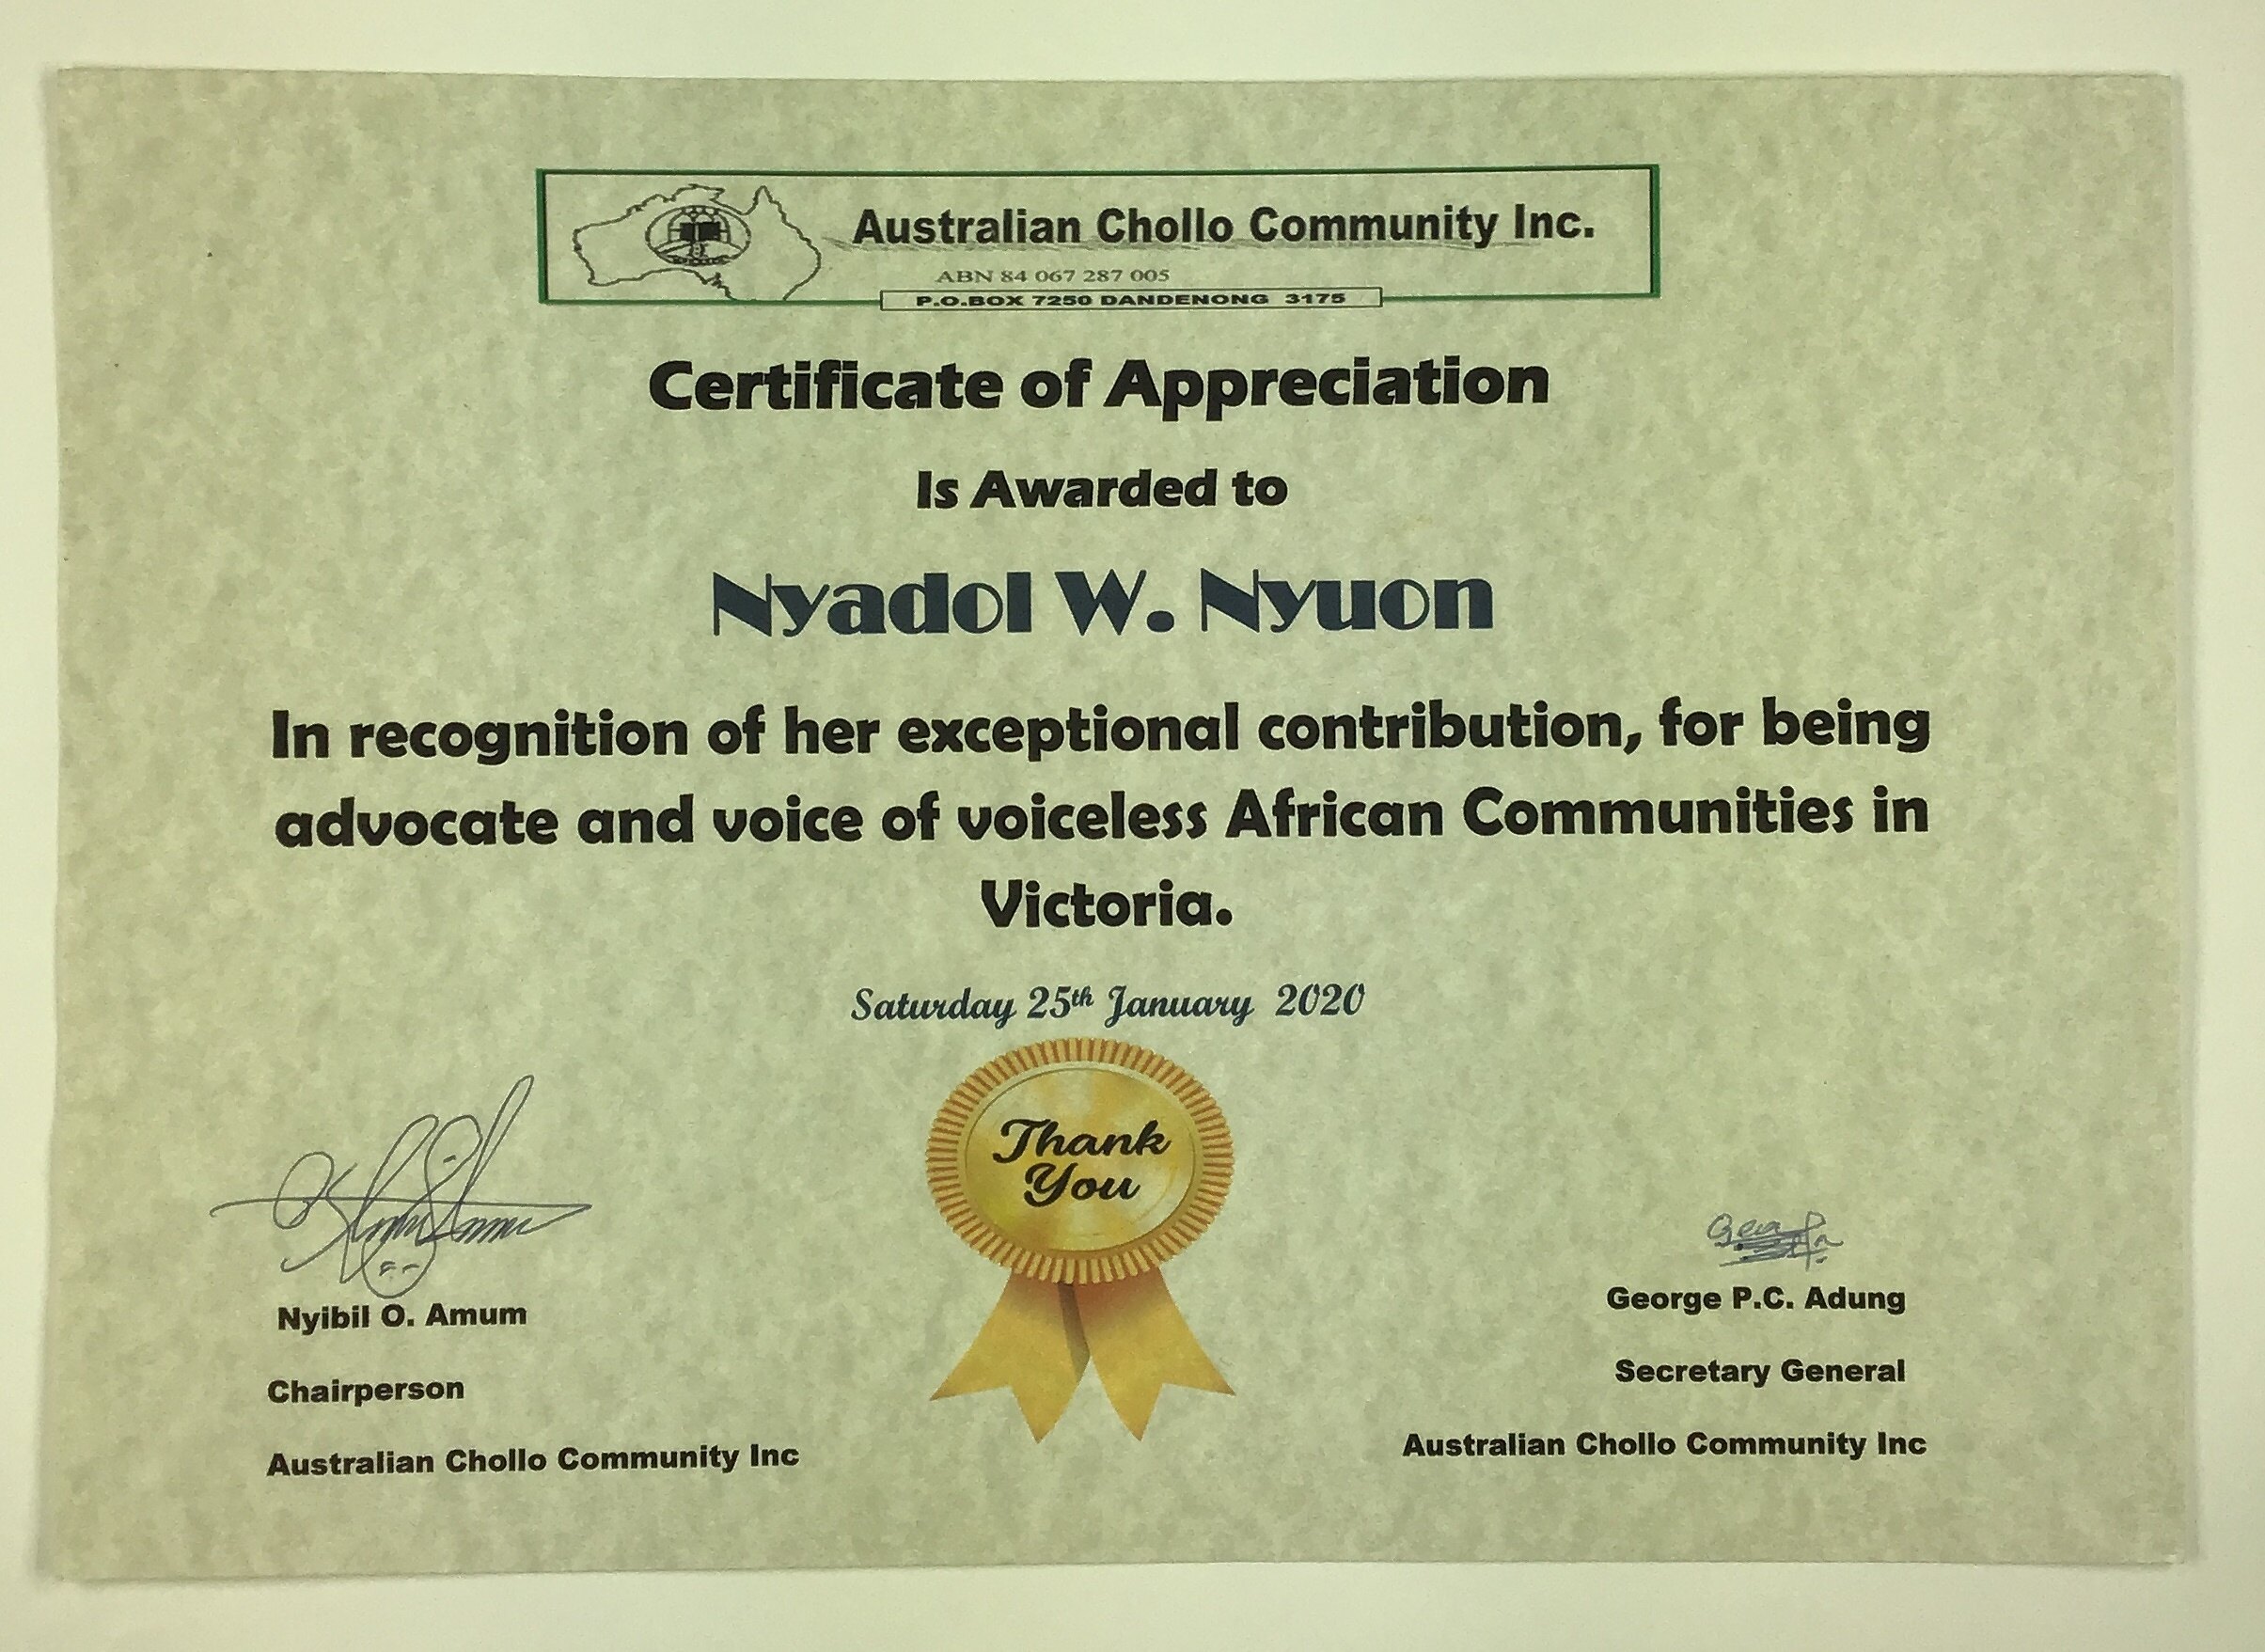 Australian Chollo Community Inc.
ABN 84 067 287 005
P.O.BOX 7250 DANDENONG 3175
Certificate of Appreciation
Is Awarded to
Nyadol W. Nyuon
In recognition of her exceptional contribution, for being
advocate and voice of voiceless African Communities in
Victoria.
Saturday 25th January 2020
Thank
You
Nyibil O. Amum
Chairperson
Australian Chollo Community Inc
George P.C. Adung
Secretary General
Australian Chollo Community Inc